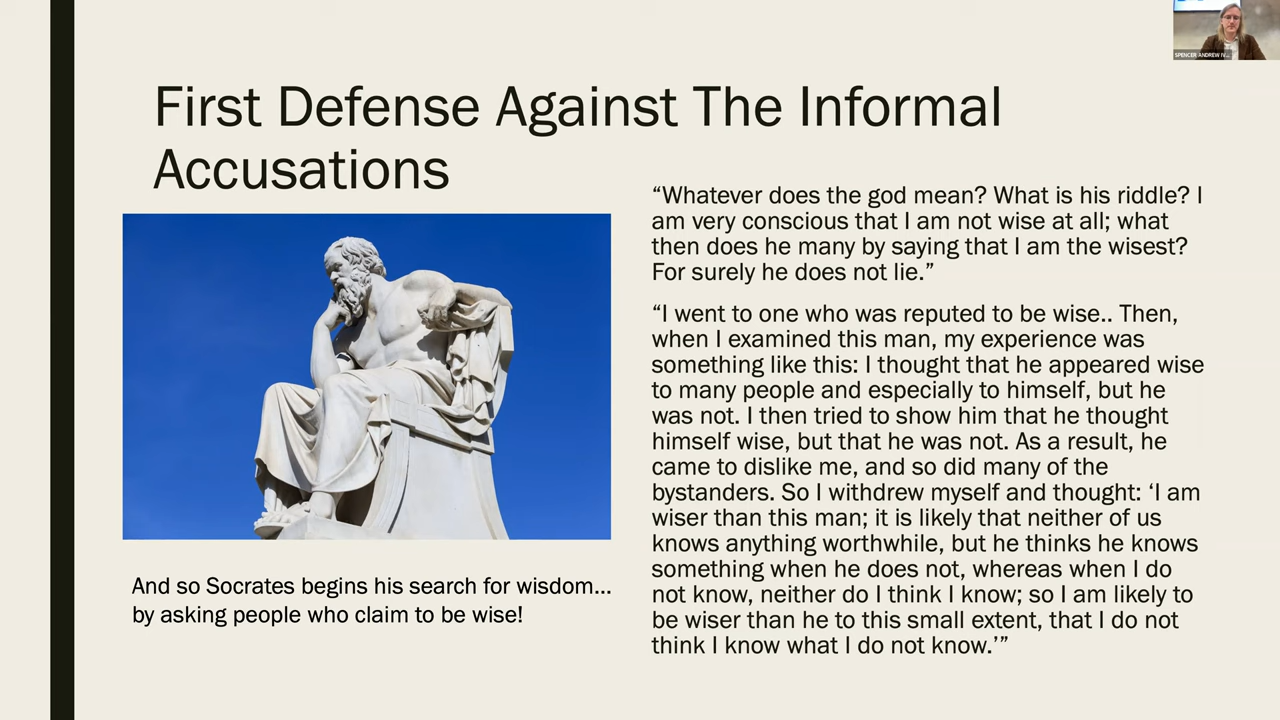 First Defense Against The Informal
Accusations
“Whatever does the god mean? What is his riddle? I
am very conscious that I am not wise at all; what
then does he many by saying that I am the wisest?
For surely he does not lie.”
“I went to one who was reputed to be wise.. Then,
when I examined this man, my experience was
something like this: I thought that he appeared wise
to many people and especially to himself, but he
was not. I then tried to show him that he thought
himself wise, but that he was not. As a result, he
came to dislike me, and so did many of the
bystanders. So I withdrew myself and thought: ‘I am
wiser than this man; it is likely that neither of us
knows anything worthwhile, but he thinks he knows
something when he does not, whereas when I do
not know, neither do I think I know; so I am likely to
be wiser than he to this small extent, that I do not
think I know what I do not know.’”
And so Socrates begins his search for wisdom...
by asking people who claim to be wise!
SPENCER ANDREW IV...